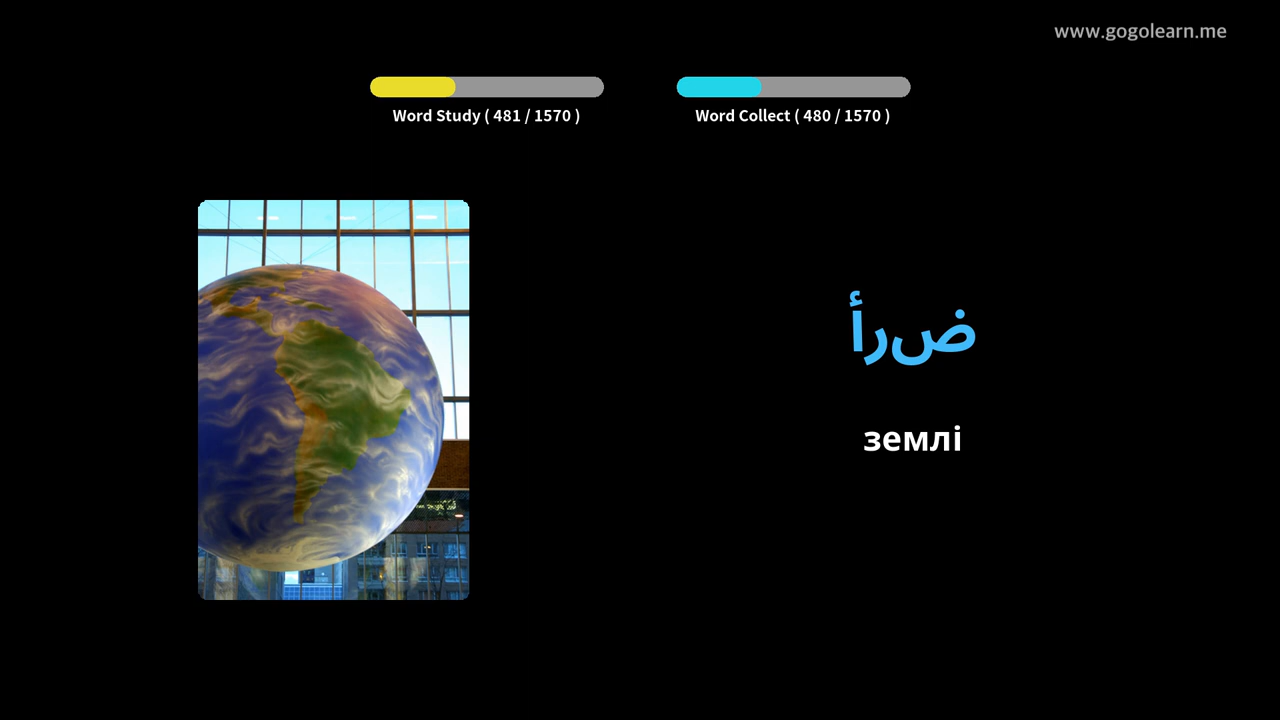 www.gogolearn.me
Word Study ( 481 / 1570 )
Word Collect ( 480 / 1570 )
ضرأ
землі